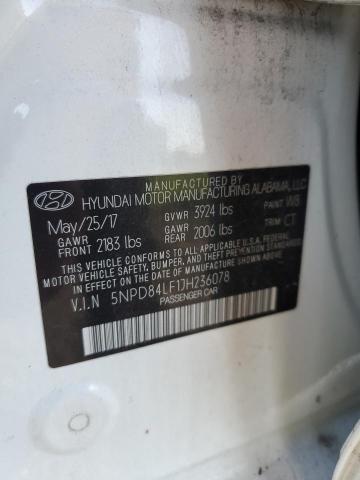 MANUFACTURED BY
HYUNDAI MOTOR MANUFACTURING ALABAMA, LLC
May/25/17 GVWR 3924 lbs PAINT W8
GAWR FRONT 2183 lbs GAWR REAR 2006 lbs TRIM CT
THIS VEHICLE CONFORMS TO ALL APPLICABLE U.S. FEDERAL
MOTOR VEHICLE SAFETY, BUMPER, AND THEFT PREVENTION STANDARDS
IN EFFECT ON THE DATE OF MANUFACTURE SHOWN ABOVE.
V.I.N 5NPD84LF1JH236078
PASSENGER CAR